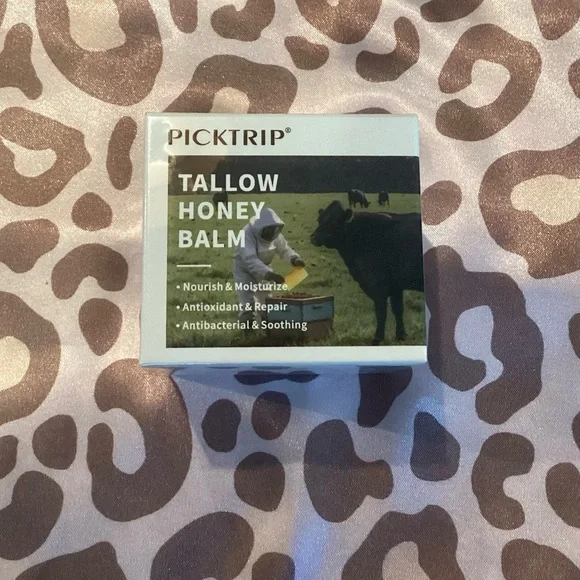 PICKTRIP®
TALLOW
HONEY
BALM
• Nourish & Moisturize
• Antioxidant & Repair
• Antibacterial & Soothing